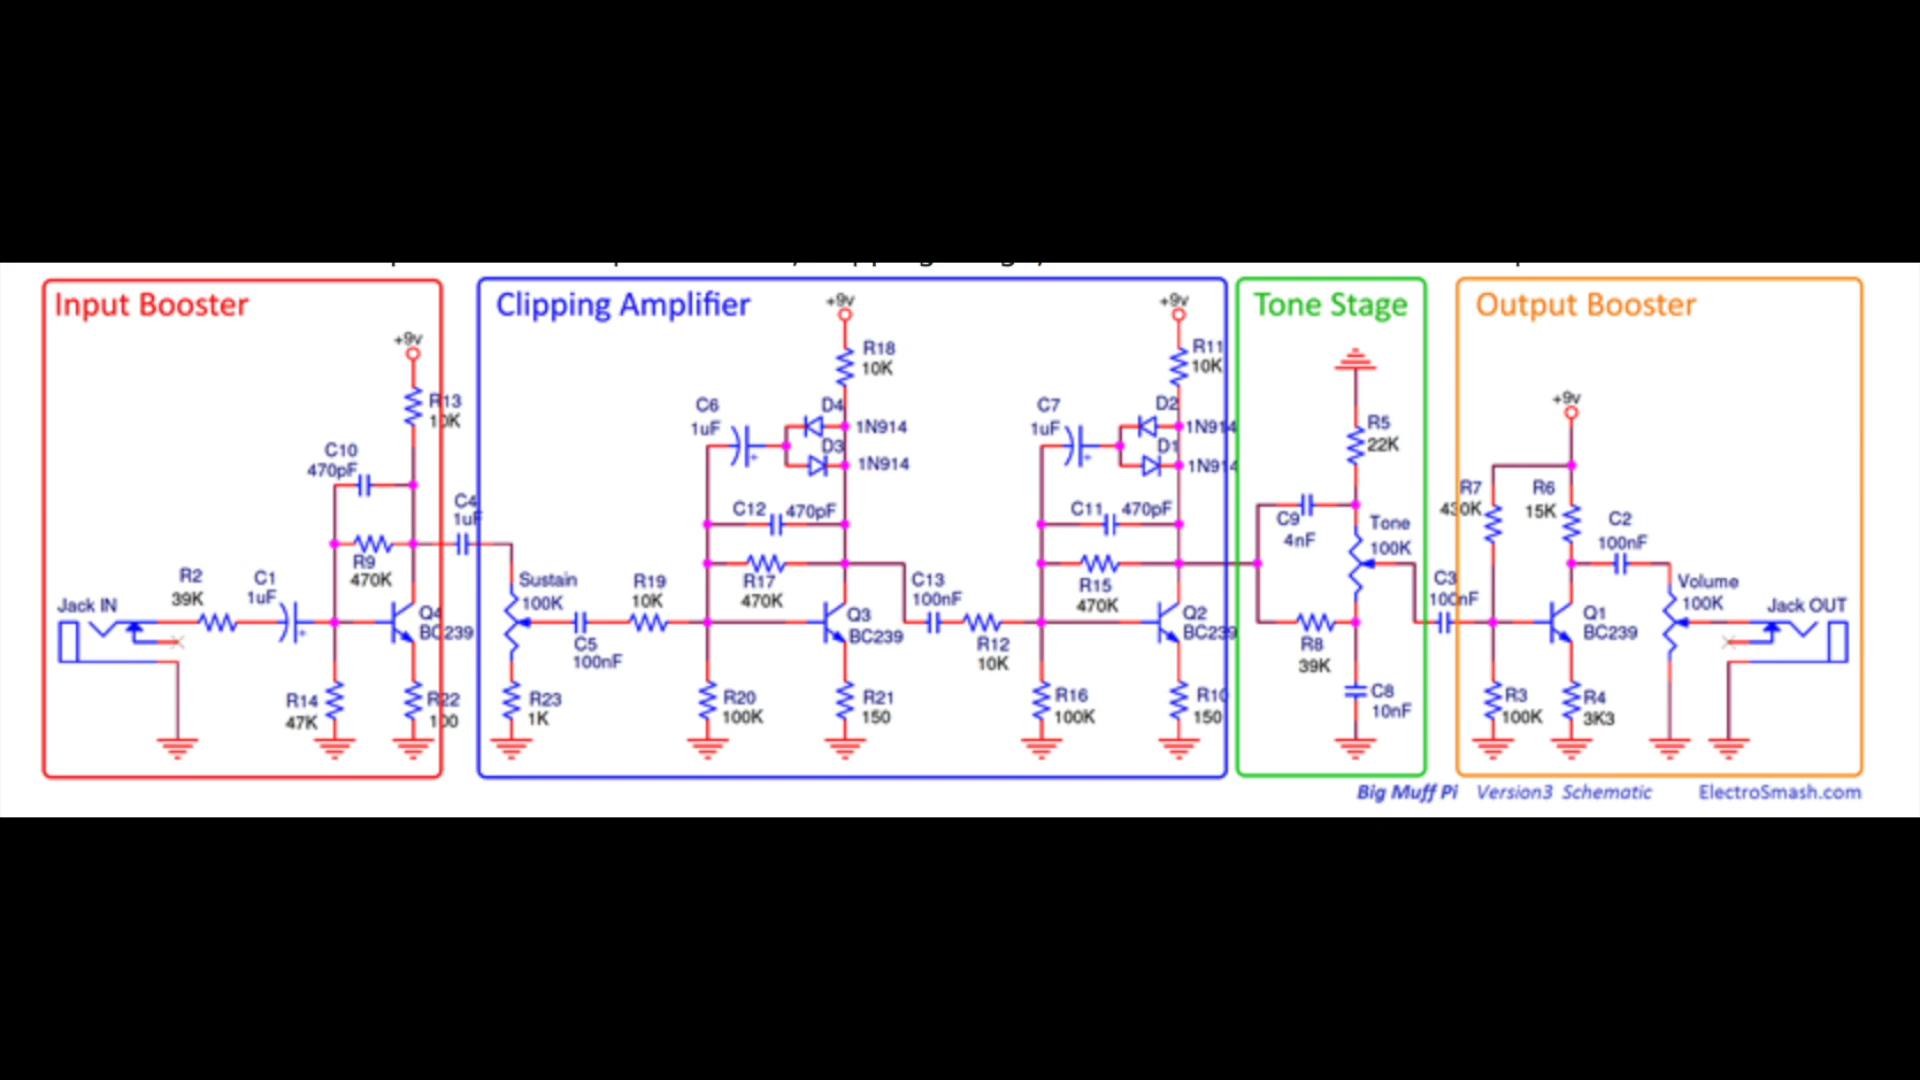 Input Booster
+9v
R13
10K
C10
470pF
C4
1uF
R9
470K
R2
39K
C1
1uF
Jack IN
Q4
BC239
R14
47K
R22
100
Clipping Amplifier
+9v
R18
10K
C6
1uF
D4
1N914
D3
1N914
C12 470pF
R17
470K
Sustain
100K
R19
10K
C5
100nF
Q3
BC239
R23
1K
R20
100K
R21
150
C13
100nF
R12
10K
+9v
R11
10K
C7
1uF
D2
1N914
D1
1N914
C11 470pF
R15
470K
Q2
BC239
R16
100K
R10
150
Tone Stage
R5
22K
C9
4nF
Tone
100K
R8
39K
C8
10nF
C3
100nF
Output Booster
+9v
R7
430K
R6
15K
C2
100nF
Volume
100K
Jack OUT
Q1
BC239
R3
100K
R4
3K3
Big Muff Pi Version3 Schematic ElectroSmash.com